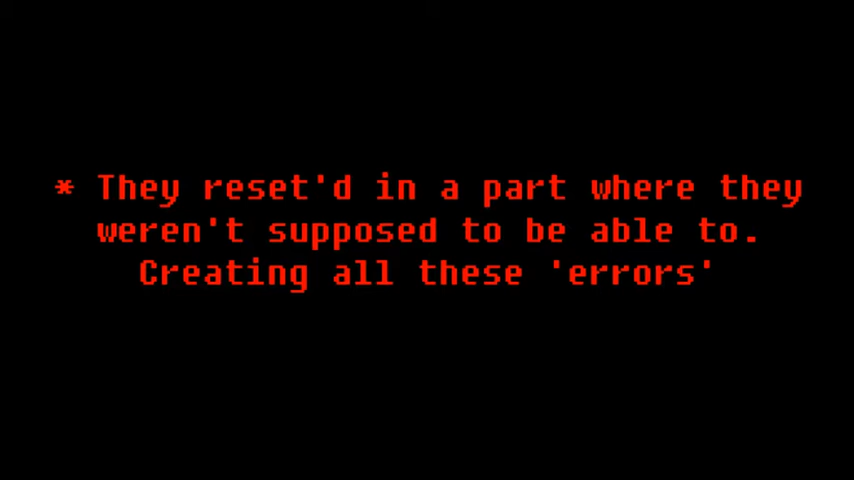 * They reset'd in a part where they
weren't supposed to be able to.
Creating all these 'errors'